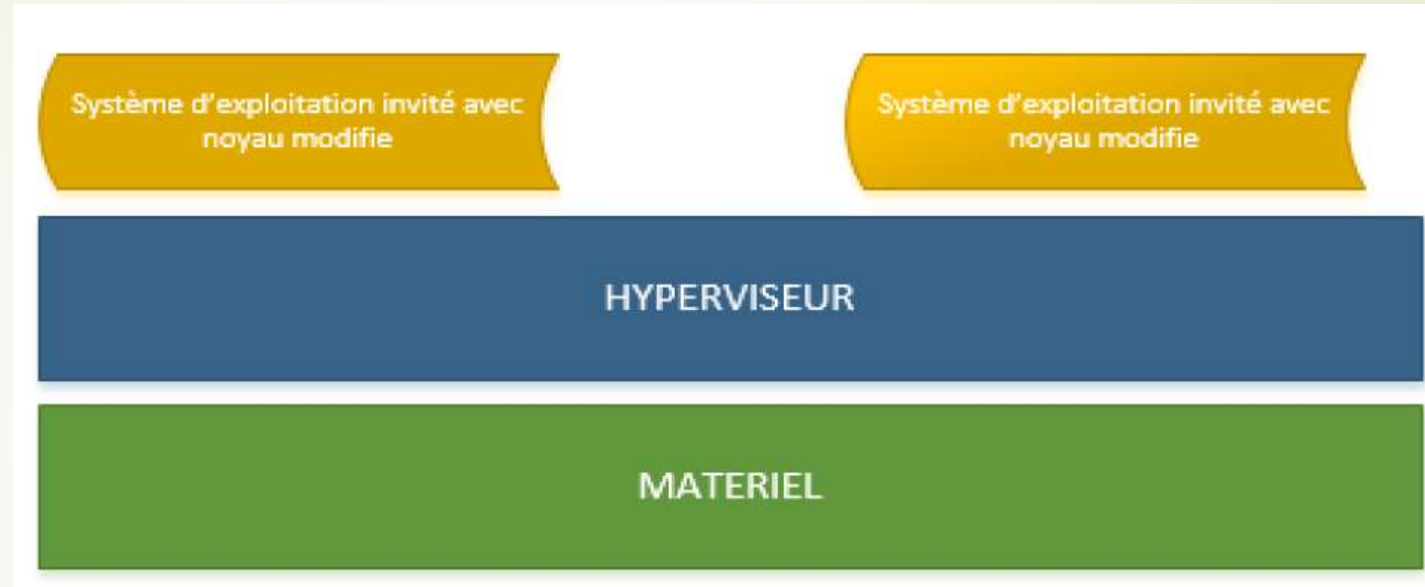 Système d'exploitation invité avec
noyau modifie
Système d'exploitation invité avec
noyau modifie
HYPERVISEUR
MATERIEL